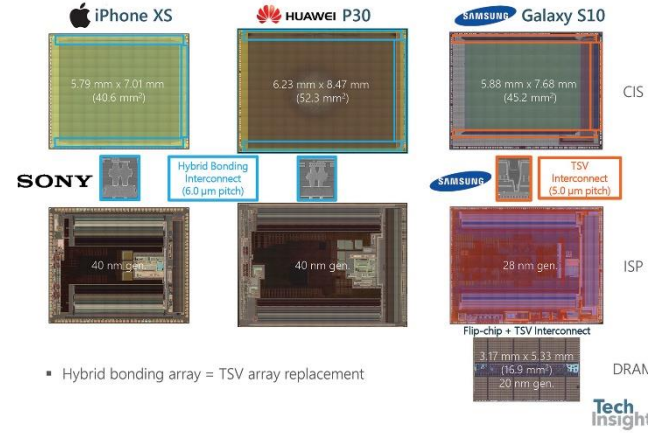 iPhone XS
HUAWEI P30
SAMSUNG Galaxy S10
5.79 mm x 7.01 mm
(40.6 mm²)
6.23 mm x 8.47 mm
(52.3 mm²)
5.88 mm x 7.68 mm
(45.2 mm²)
CIS
SONY
Hybrid Bonding
Interconnect
(6.0 µm pitch)
SAMSUNG
TSV
Interconnect
(5.0 µm pitch)
40 nm gen.
40 nm gen.
28 nm gen.
ISP
Flip-chip + TSV Interconnect
3.17 mm x 5.33 mm
(16.9 mm²)
20 nm gen.
DRAM
▪ Hybrid bonding array = TSV array replacement
Tech
Insight